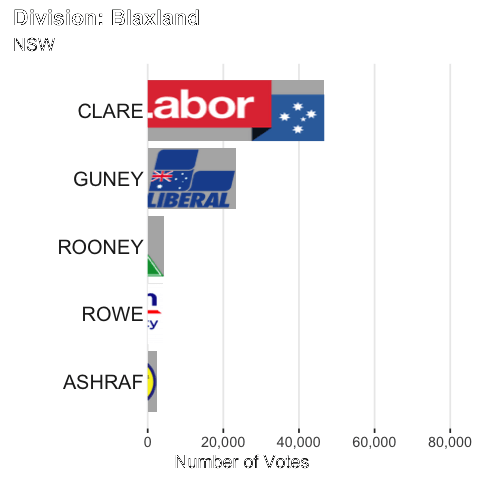 Division: Blaxland
NSW
CLARE
Labor
GUNEY
LIBERAL
ROONEY
ROWE
ASHRAF
0 20,000 40,000 60,000 80,000
Number of Votes